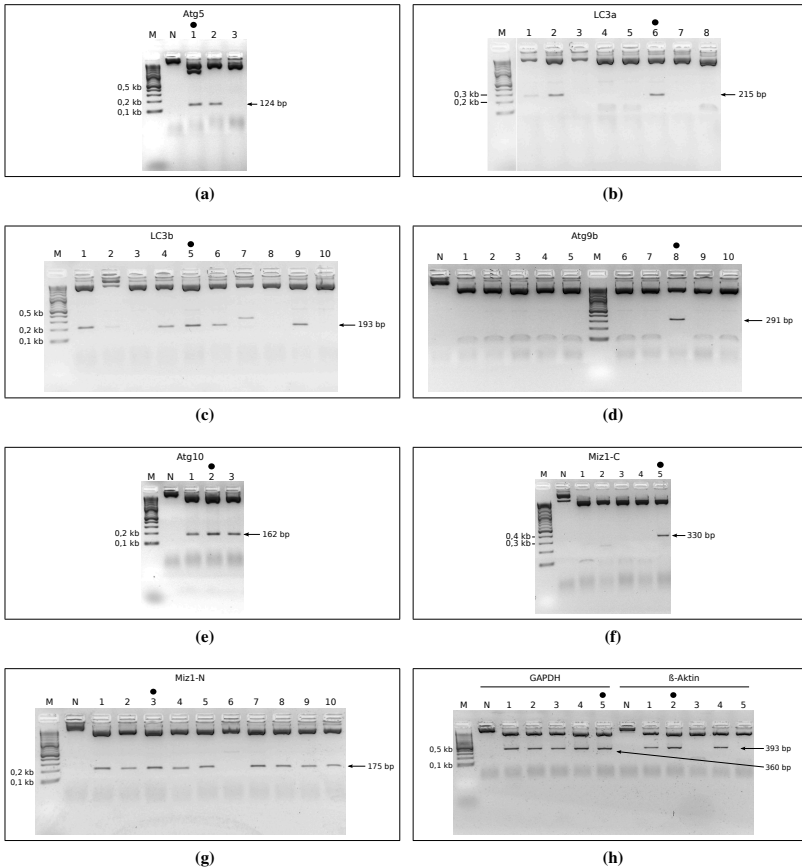 Atg5
M N 1 2 3
0,5 kb
0,2 kb
0,1 kb
124 bp
(a)
LC3a
M 1 2 3 4 5 6 7 8
0,3 kb
0,2 kb
215 bp
(b)
LC3b
M 1 2 3 4 5 6 7 8 9 10
0,5 kb
0,2 kb
0,1 kb
193 bp
(c)
Atg9b
N 1 2 3 4 5 M 6 7 8 9 10
291 bp
(d)
Atg10
M N 1 2 3
0,2 kb
0,1 kb
162 bp
(e)
Miz1-C
M N 1 2 3 4 5
0,4 kb
0,3 kb
330 bp
(f)
Miz1-N
M N 1 2 3 4 5 6 7 8 9 10
0,2 kb
0,1 kb
175 bp
(g)
GAPDH ß-Aktin
M N 1 2 3 4 5 N 1 2 3 4 5
0,5 kb
0,1 kb
393 bp
360 bp
(h)